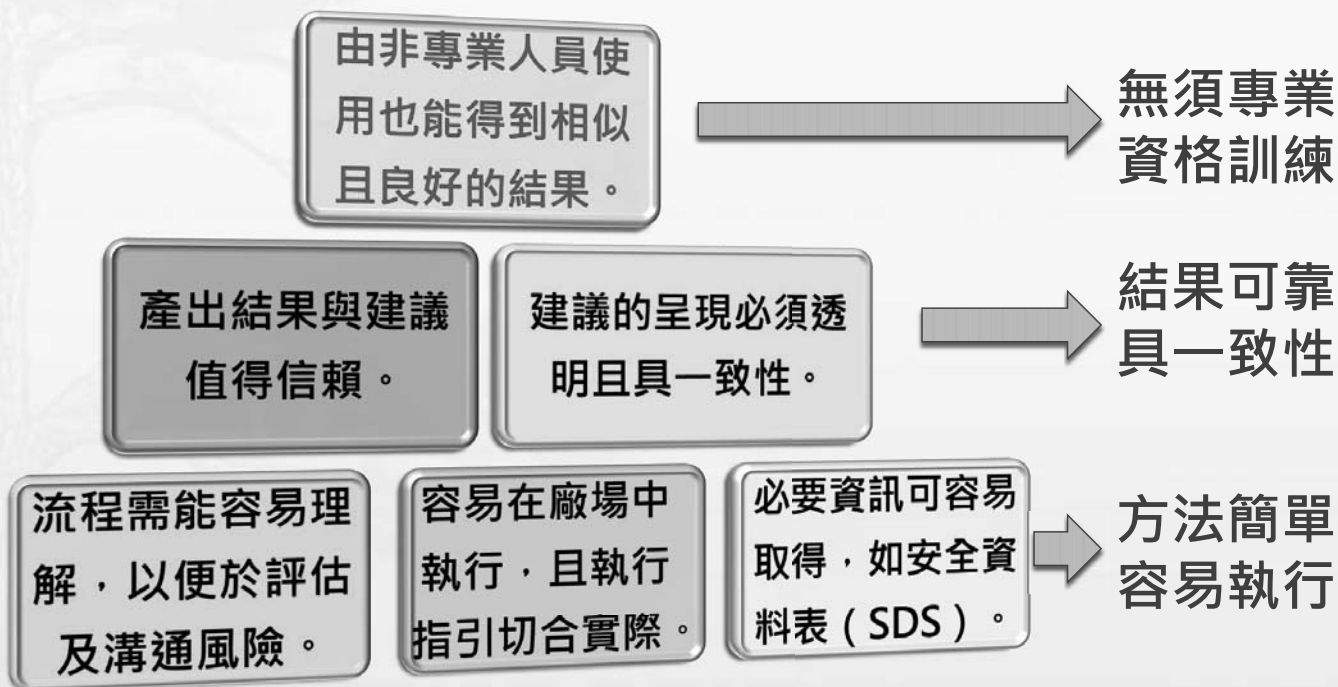 由非專業人員使
用也能得到相似
且良好的結果。
無須專業
資格訓練
產出結果與建議
值得信賴。
建議的呈現必須透
明且具一致性。
結果可靠
具一致性
流程需能容易理
解，以便於評估
及溝通風險。
容易在廠場中
執行，且執行
指引切合實際。
必要資訊可容易
取得，如安全資
料表（SDS）。
方法簡單
容易執行